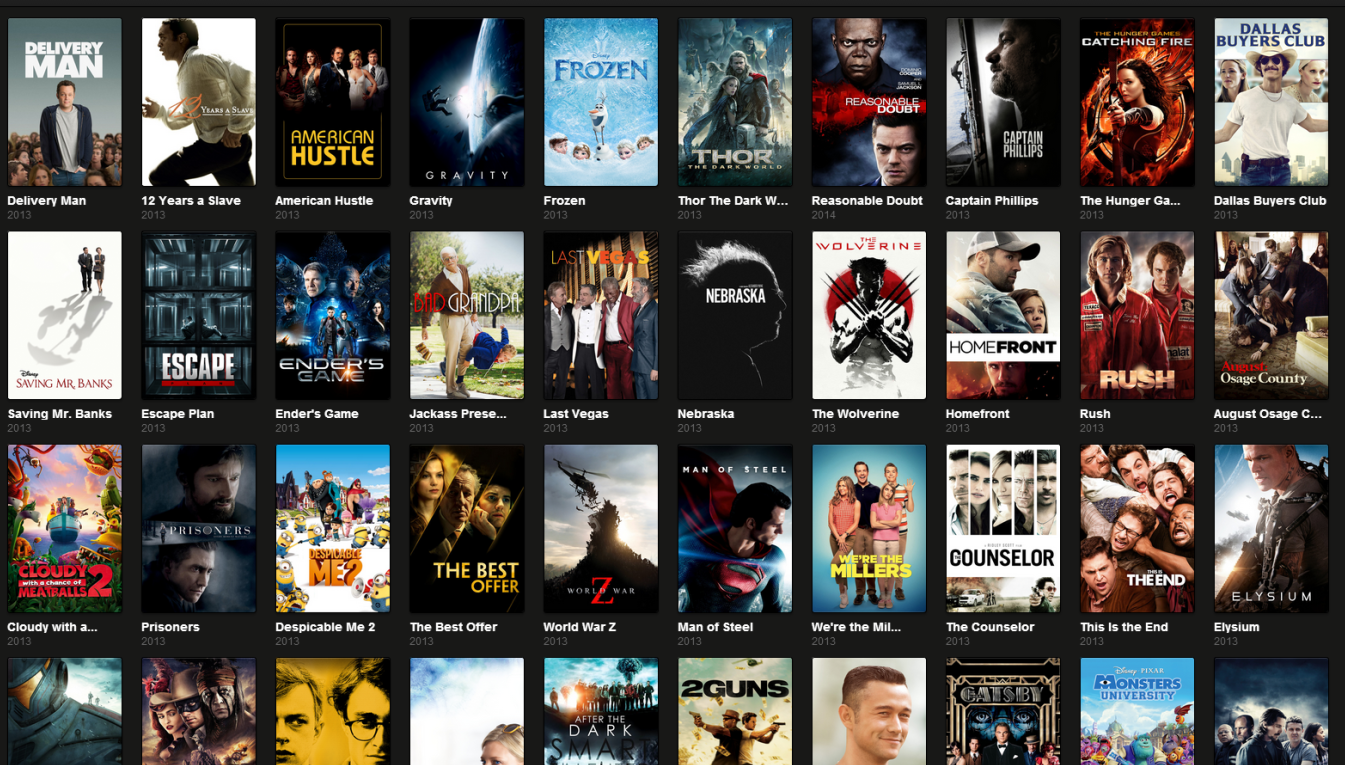 DELIVERY
MAN
12 YEARS A SLAVE
AMERICAN
HUSTLE
GRAVITY
Disney
FROZEN
THOR
THE DARK WORLD
DOMINIC
COOPER
SAMUEL L.
JACKSON
REASONABLE
DOUBT
CAPTAIN
PHILLIPS
THE HUNGER GAMES
CATCHING FIRE
DALLAS
BUYERS CLUB
Delivery Man
12 Years a Slave
American Hustle
Gravity
Frozen
Thor The Dark W...
Reasonable Doubt
Captain Phillips
The Hunger Ga...
Dallas Buyers Club
2013
2013
2013
2013
2013
2013
2014
2013
2013
2013
Disney
SAVING MR. BANKS
ESCAPE
ENDER'S
GAME
BAD GRANDPA
LAST VEGAS
NEBRASKA
THE
WOLVERINE
HOMEFRONT
RUSH
August
Osage County
Saving Mr. Banks
Escape Plan
Ender's Game
Jackass Prese...
Last Vegas
Nebraska
The Wolverine
Homefront
Rush
August Osage C...
2013
2013
2013
2013
2013
2013
2013
2013
2013
2013
CLOUDY
with a chance of
MEATBALLS 2
PRISONERS
DESPICABLE
ME2
THE BEST
OFFER
WORLD WAR
Z
MAN OF STEEL
WE'RE THE
MILLERS
THE
COUNSELOR
THIS IS
THE END
ELYSIUM
Cloudy with a...
Prisoners
Despicable Me 2
The Best Offer
World War Z
Man of Steel
We're the Mil...
The Counselor
This Is the End
Elysium
2013
2013
2013
2013
2013
2013
2013
2013
2013
2013
AFTER THE
DARK
2GUNS
GATSBY
Disney PIXAR
MONSTERS
UNIVERSITY